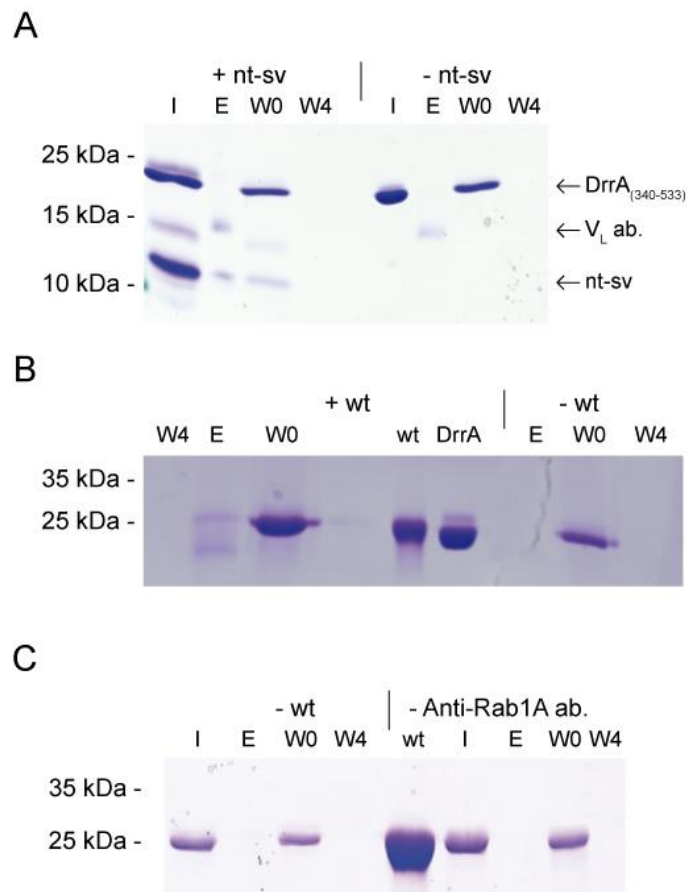 A
+ nt-sv | - nt-sv
I E W0 W4 I E W0 W4
25 kDa -
15 kDa -
10 kDa -
← DrrA(340-533)
← VL ab.
← nt-sv
B
+ wt | - wt
W4 E W0 wt DrrA E W0 W4
35 kDa -
25 kDa -
C
- wt | - Anti-Rab1A ab.
I E W0 W4 wt I E W0 W4
35 kDa -
25 kDa -